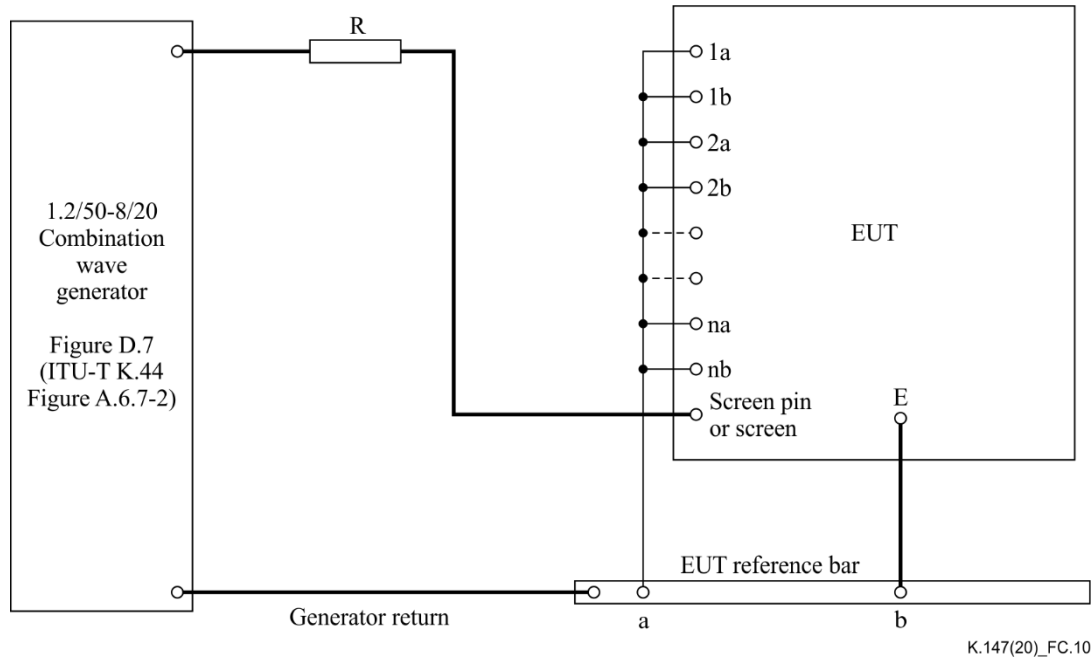 R
1a
1b
2a
2b
1.2/50-8/20
Combination
wave
generator
Figure D.7
(ITU-T K.44
Figure A.6.7-2)
EUT
na
nb
Screen pin
or screen
E
EUT reference bar
Generator return
a
b
K.147(20)_FC.10